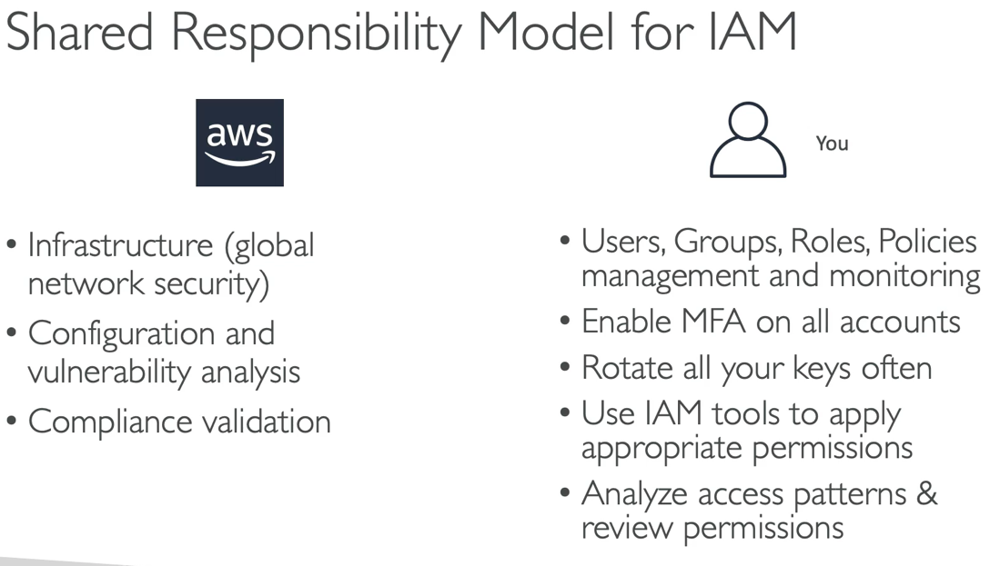 Shared Responsibility Model for IAM
aws
You
• Infrastructure (global
network security)
• Configuration and
vulnerability analysis
• Compliance validation
• Users, Groups, Roles, Policies
management and monitoring
• Enable MFA on all accounts
• Rotate all your keys often
• Use IAM tools to apply
appropriate permissions
• Analyze access patterns &
review permissions